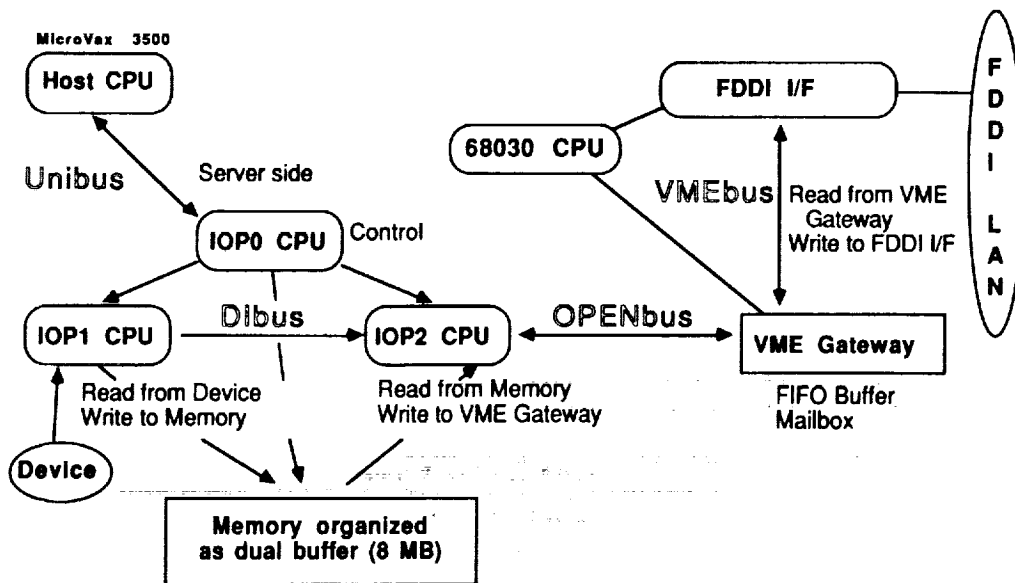 MicroVax 3500
Host CPU
Unibus
Server side
IOP0 CPU
Control
IOP1 CPU
DIbus
IOP2 CPU
OPENbus
Read from Device
Write to Memory
Read from Memory
Write to VME Gateway
Device
Memory organized
as dual buffer (8 MB)
FDDI I/F
68030 CPU
VMEbus
Read from VME
Gateway
Write to FDDI I/F
VME Gateway
FIFO Buffer
Mailbox
FDDI LAN